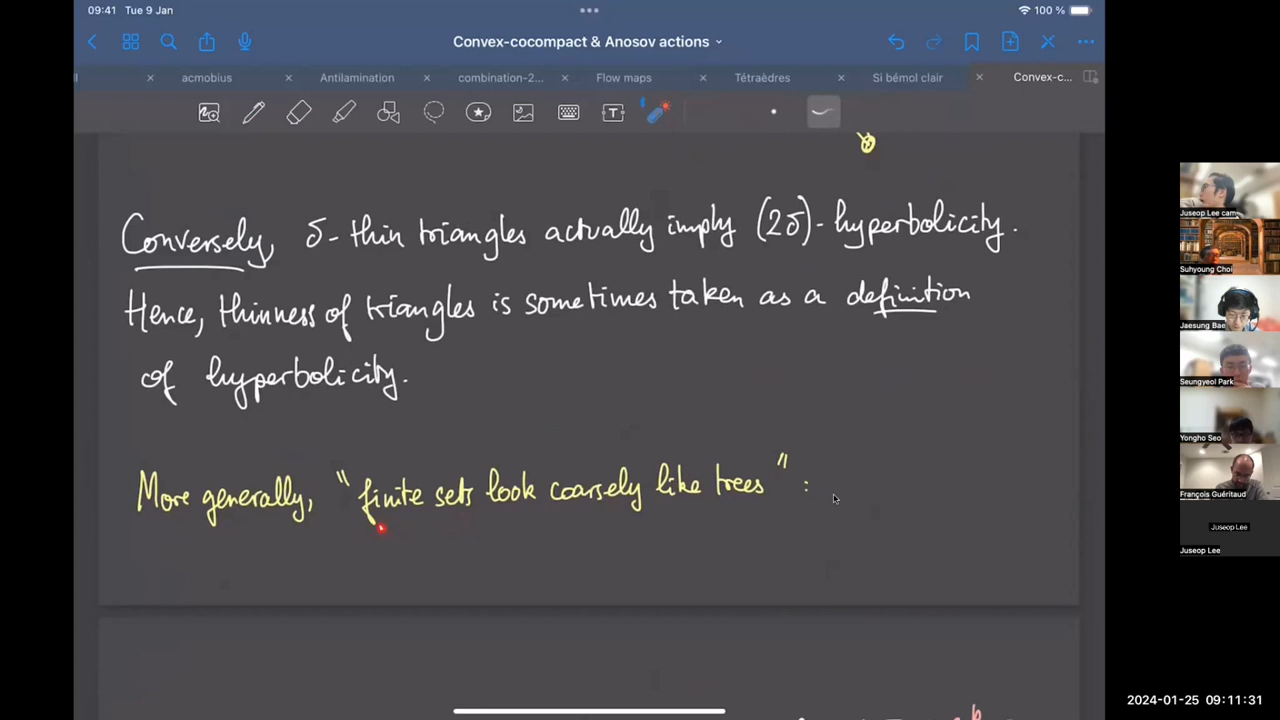 09:41 Tue 9 Jan
100 %
Convex-cocompact & Anosov actions
ll
acmobius
Antilamination
combination-2...
Flow maps
Tétraèdres
Si bémol clair
Convex-c...
Conversely, δ-thin triangles actually imply (2δ)-hyperbolicity.
Hence, thinness of triangles is sometimes taken as a definition
of hyperbolicity.
More generally, "finite sets look coarsely like trees" :
Juseop Lee cam
Suhyoung Choi
Jaesung Bae
Seungyeol Park
Yongho Seo
François Guéritaud
Juseop Lee
Juseop Lee
2024-01-25 09:11:31